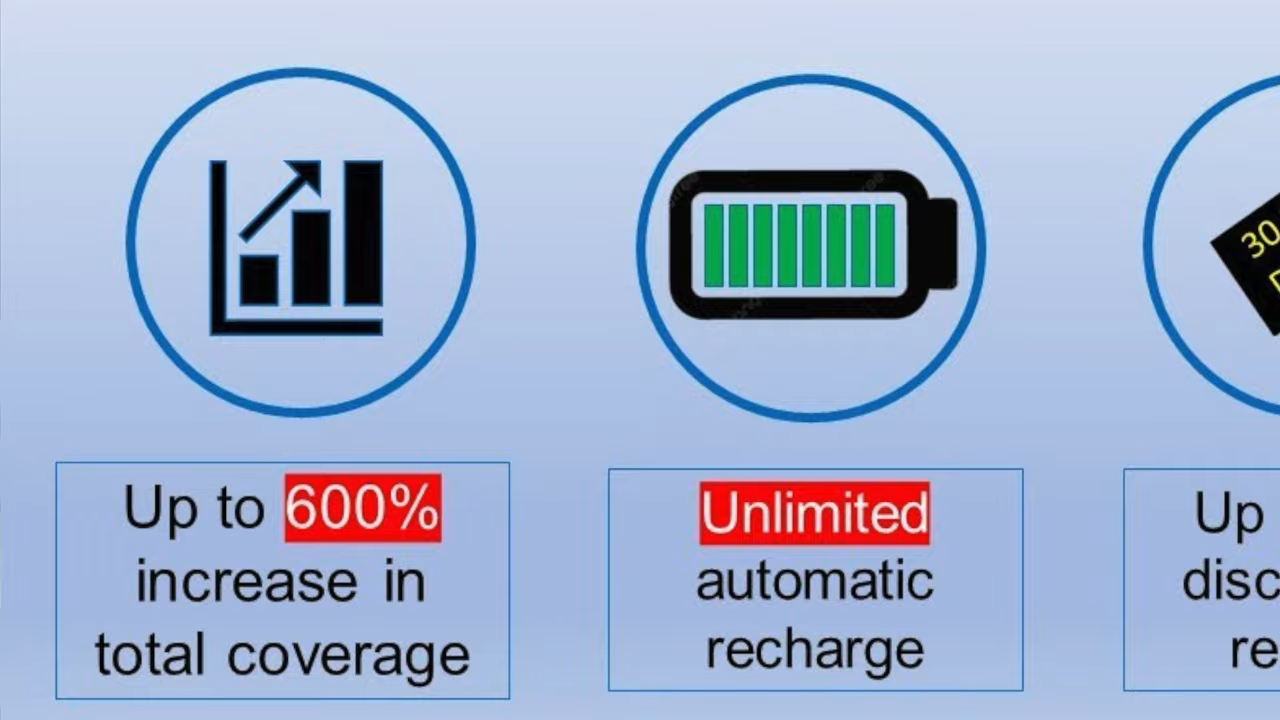 30
Up to 600%
increase in
total coverage
Unlimited
automatic
recharge
Up